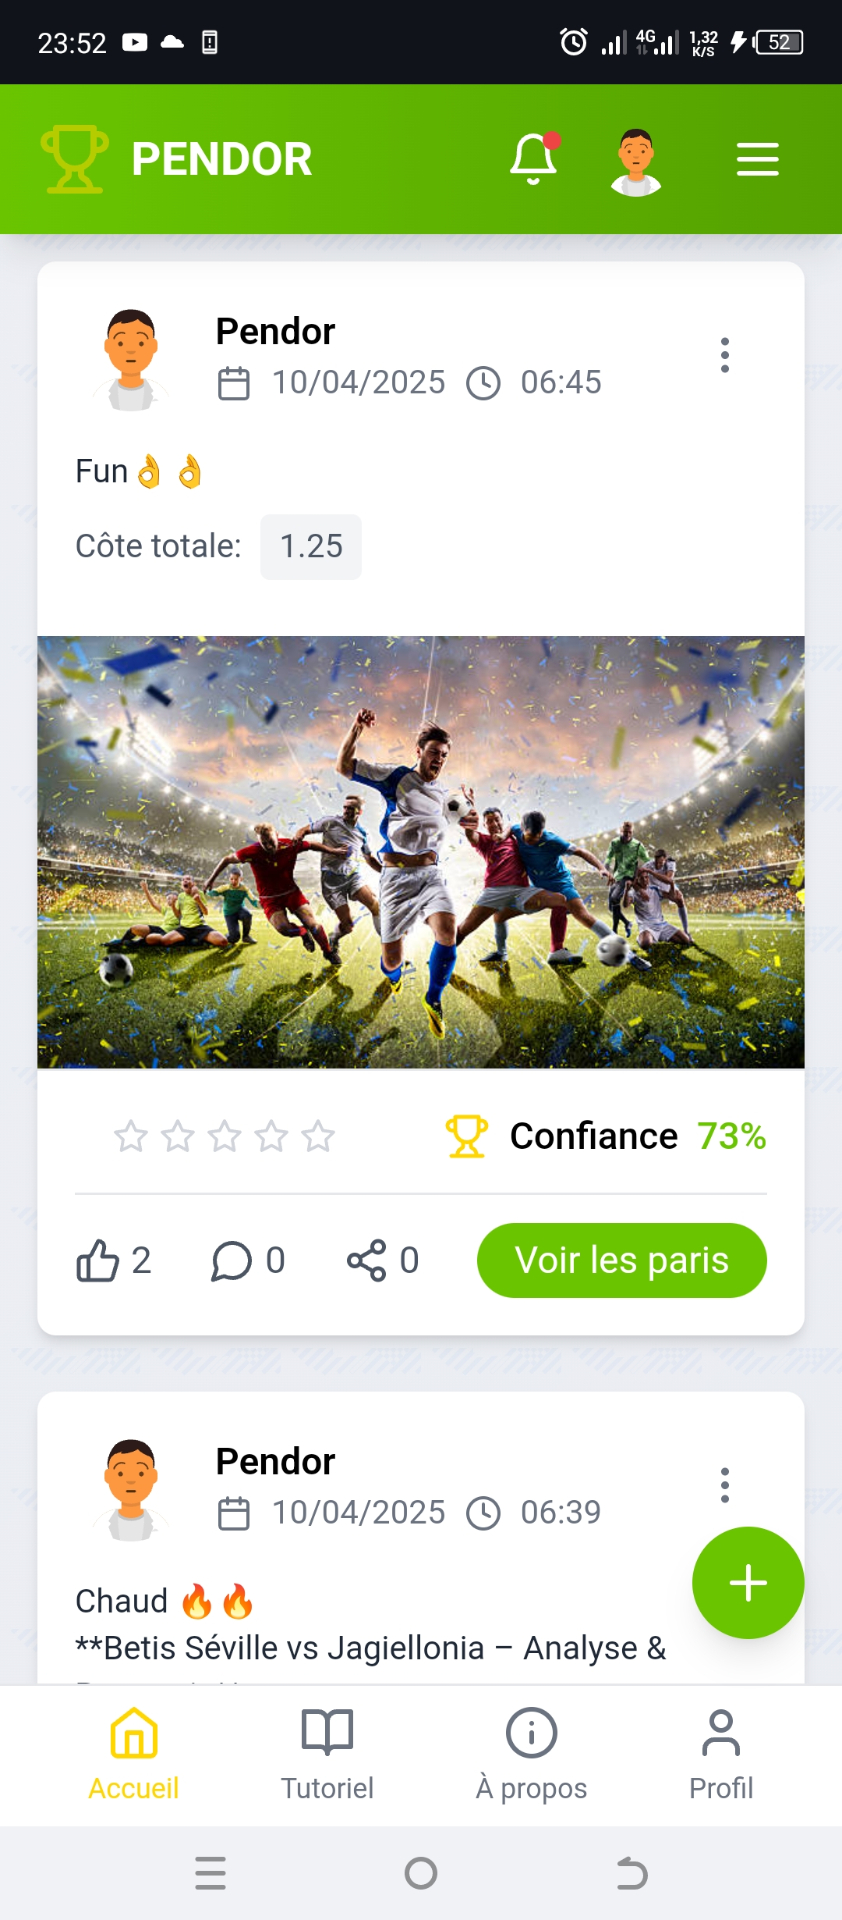 23:52
4G
1,32
K/S
52
PENDOR
Pendor
10/04/2025 06:45
Fun👌👌
Côte totale: 1.25
Confiance 73%
2 0 0 Voir les paris
Pendor
10/04/2025 06:39
Chaud 🔥🔥
**Betis Séville vs Jagiellonia – Analyse &
Accueil Tutoriel À propos Profil